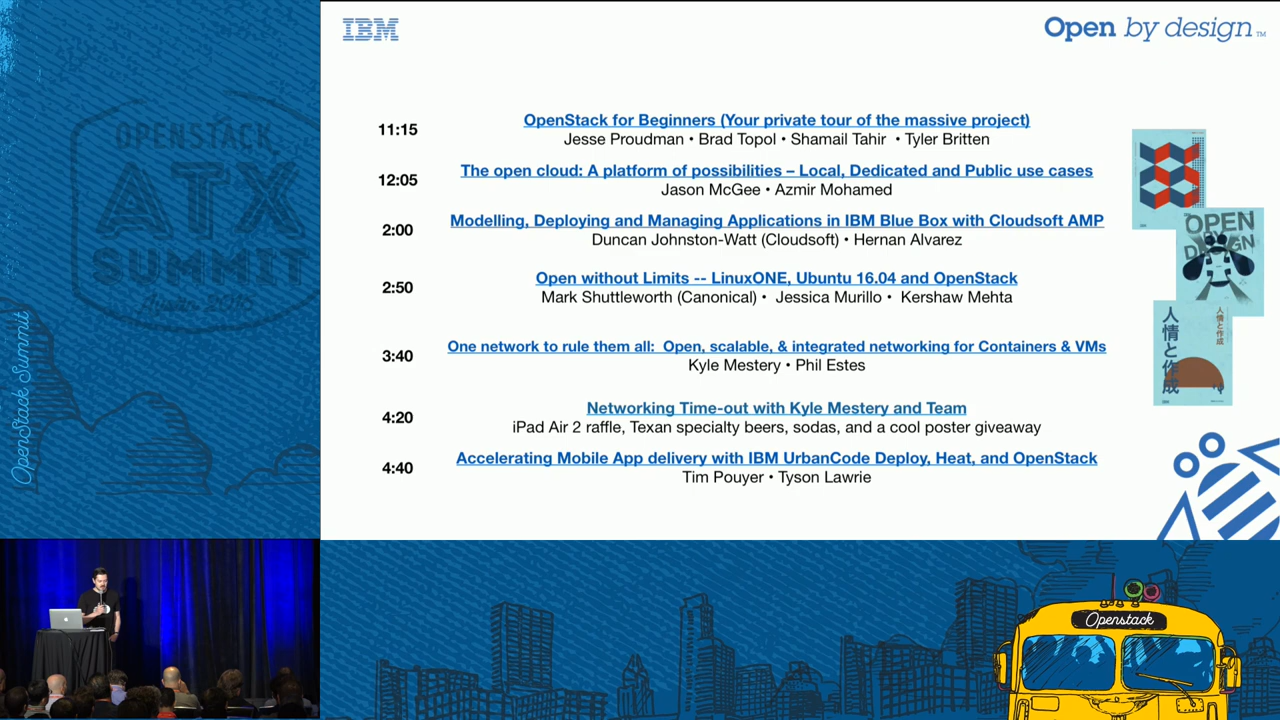 IBM
Open by design™
11:15
OpenStack for Beginners (Your private tour of the massive project)
Jesse Proudman • Brad Topol • Shamail Tahir • Tyler Britten
12:05
The open cloud: A platform of possibilities – Local, Dedicated and Public use cases
Jason McGee • Azmir Mohamed
2:00
Modelling, Deploying and Managing Applications in IBM Blue Box with Cloudsoft AMP
Duncan Johnston-Watt (Cloudsoft) • Hernan Alvarez
2:50
Open without Limits -- LinuxONE, Ubuntu 16.04 and OpenStack
Mark Shuttleworth (Canonical) • Jessica Murillo • Kershaw Mehta
3:40
One network to rule them all: Open, scalable, & integrated networking for Containers & VMs
Kyle Mestery • Phil Estes
4:20
Networking Time-out with Kyle Mestery and Team
iPad Air 2 raffle, Texan specialty beers, sodas, and a cool poster giveaway
4:40
Accelerating Mobile App delivery with IBM UrbanCode Deploy, Heat, and OpenStack
Tim Pouyer • Tyson Lawrie
OPEN
BY
DESIGN
人情と作成
人情と作成
OPENSTACK
ATX
SUMMIT
OpenStack Summit
Openstack